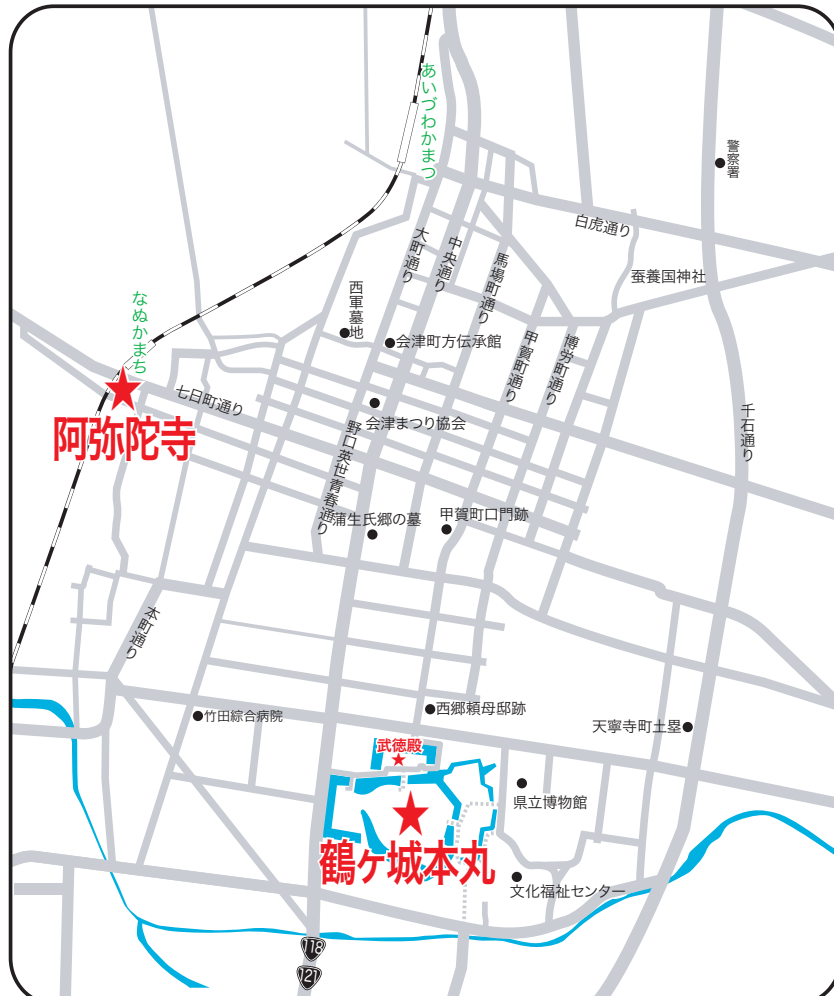 あいづわかまつ
警察署
白虎通り
大町通り
中央通り
馬場町通り
蚕養国神社
西軍墓地
なぬかまち
会津町方伝承館
甲賀町通り
博労町通り
七日町通り
阿弥陀寺
会津まつり協会
千石通り
野口英世青春通り
蒲生氏郷の墓
甲賀町口門跡
本町通り
竹田綜合病院
西郷頼母邸跡
天寧寺町土塁
武徳殿
県立博物館
鶴ヶ城本丸
文化福祉センター
118
121